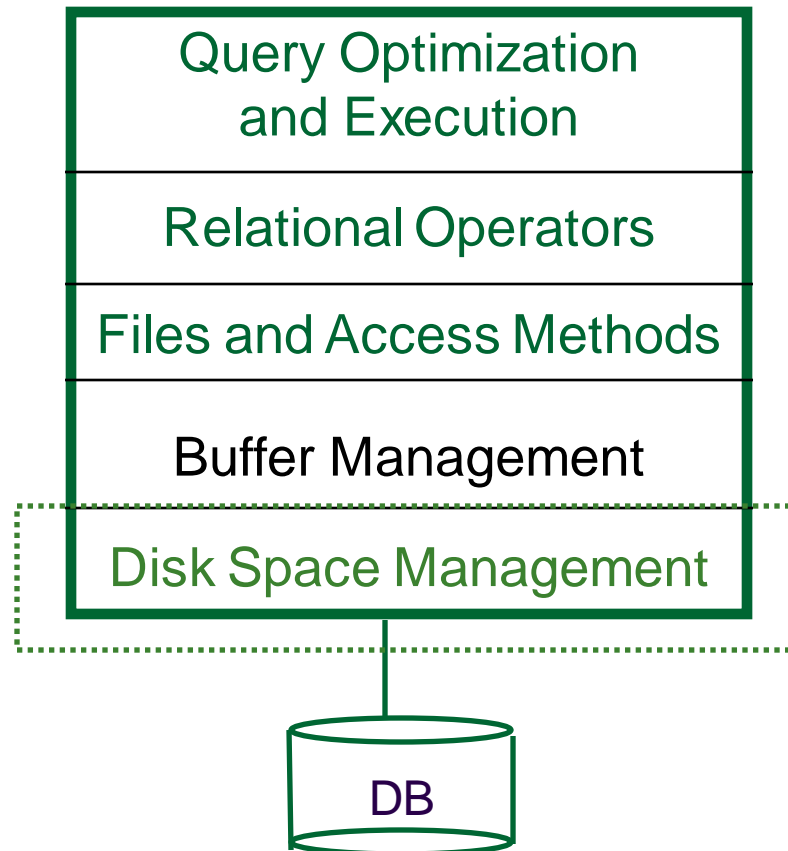 Query Optimization
and Execution
Relational Operators
Files and Access Methods
Buffer Management
Disk Space Management
DB